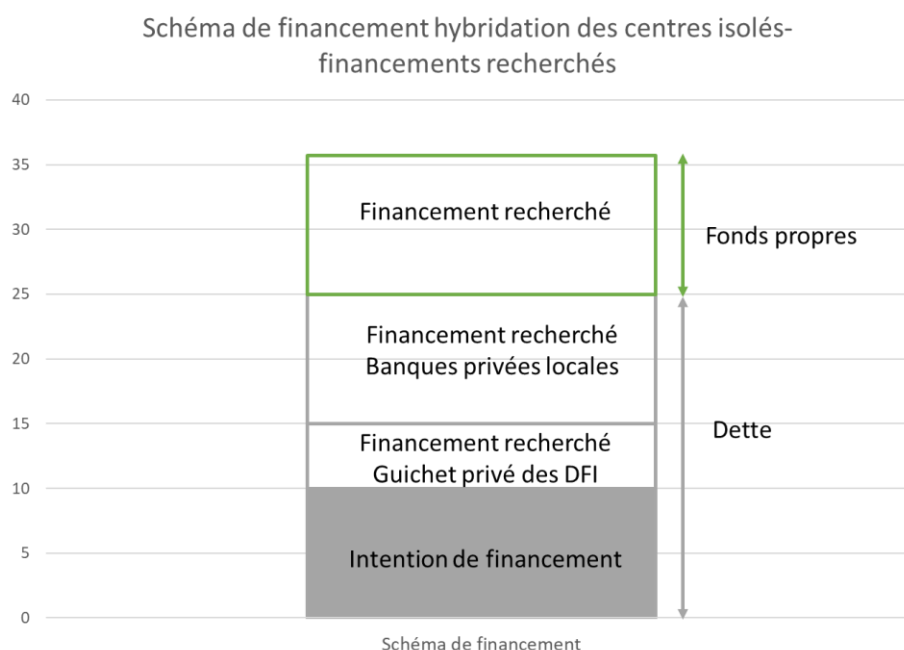 Schéma de financement hybridation des centres isolés-
financements recherchés
40
35
30
25
20
15
10
5
0
Financement recherché
Fonds propres
Financement recherché
Banques privées locales
Dette
Financement recherché
Guichet privé des DFI
Intention de financement
Schéma de financement